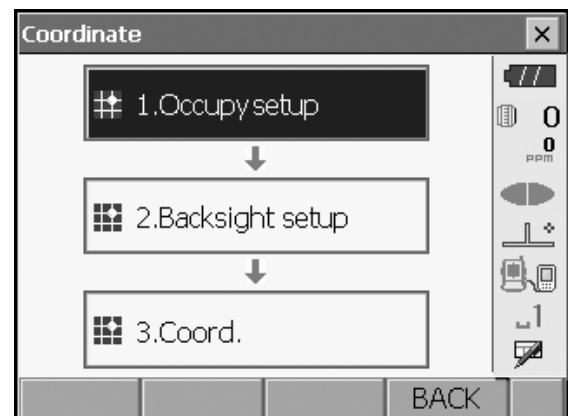 Coordinate
1.Occupy setup
0
0
PPM
2.Backsight setup
3.Coord.
1
BACK